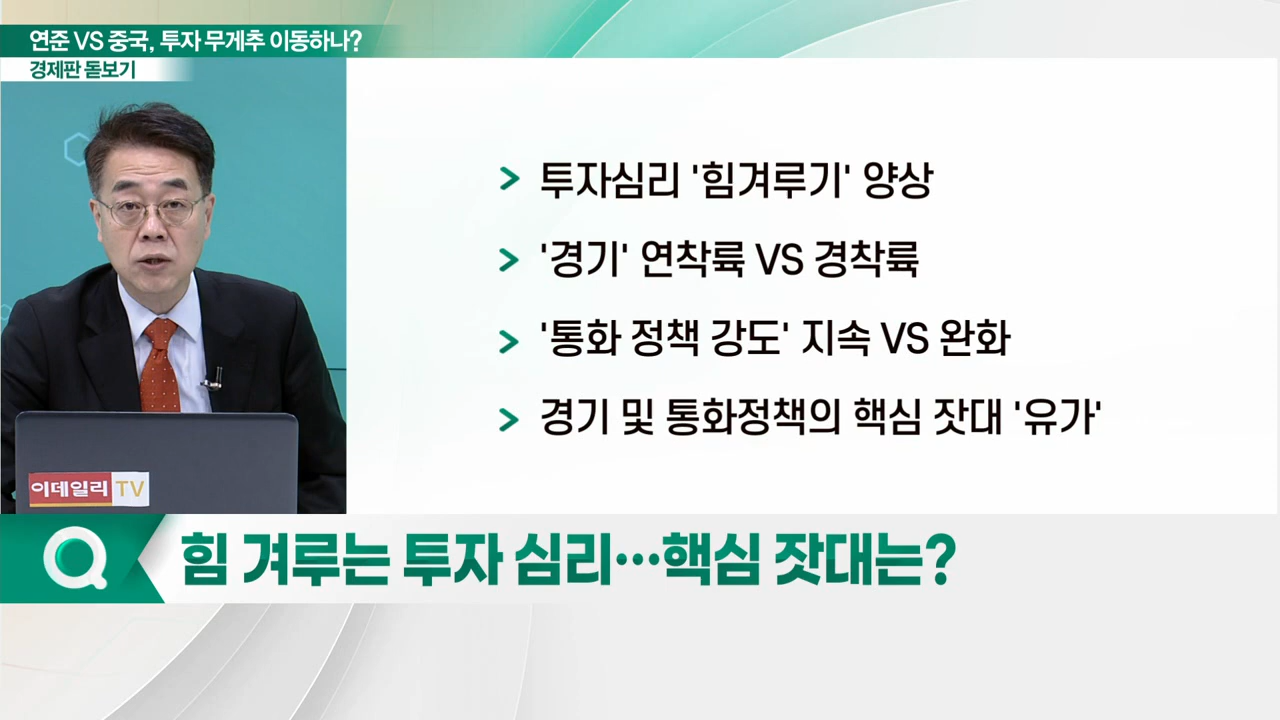 연준 VS 중국, 투자 무게추 이동하나?
경제판 돋보기
> 투자심리 '힘겨루기' 양상
> '경기' 연착륙 VS 경착륙
> '통화 정책 강도' 지속 VS 완화
> 경기 및 통화정책의 핵심 잣대 '유가'
이데일리 TV
Q 힘 겨루는 투자 심리…핵심 잣대는?